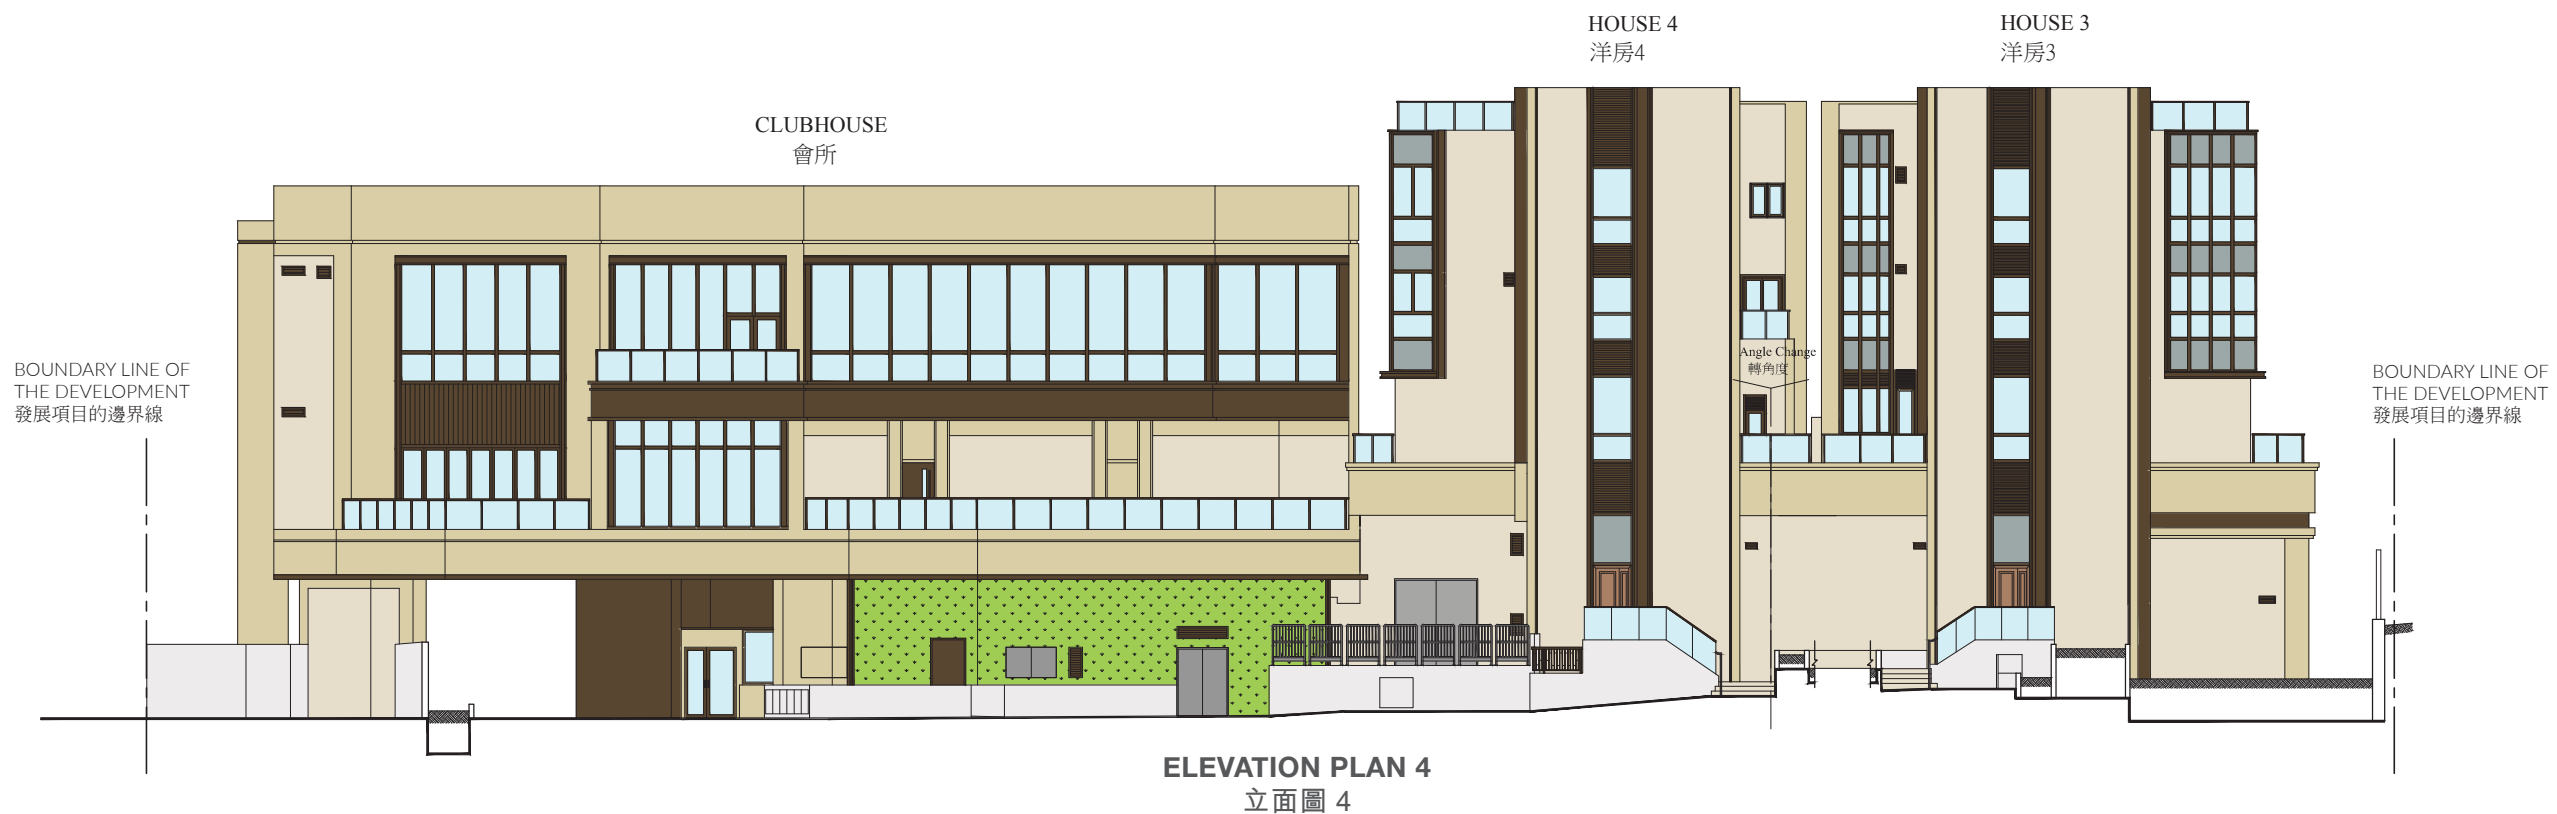 HOUSE 4
洋房4
HOUSE 3
洋房3
CLUBHOUSE
會所
Angle Change
轉角度
BOUNDARY LINE OF
THE DEVELOPMENT
發展項目的邊界線
BOUNDARY LINE OF
THE DEVELOPMENT
發展項目的邊界線
ELEVATION PLAN 4
立面圖 4